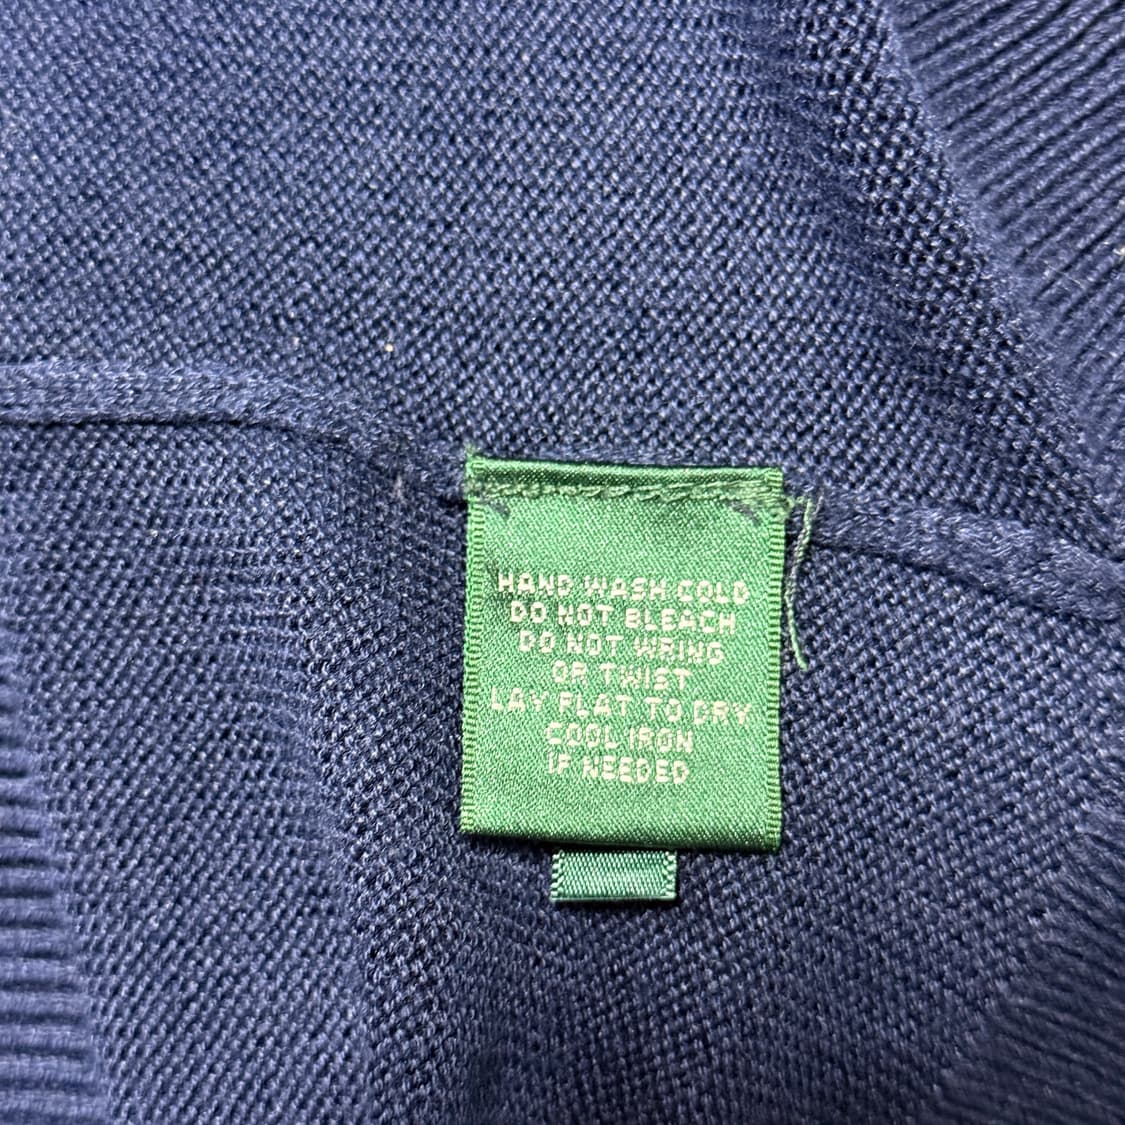 HAND WASH COLD
DO NOT BLEACH
DO NOT WRING
OR TWIST
LAY FLAT TO DRY
COOL IRON
IF NEEDED